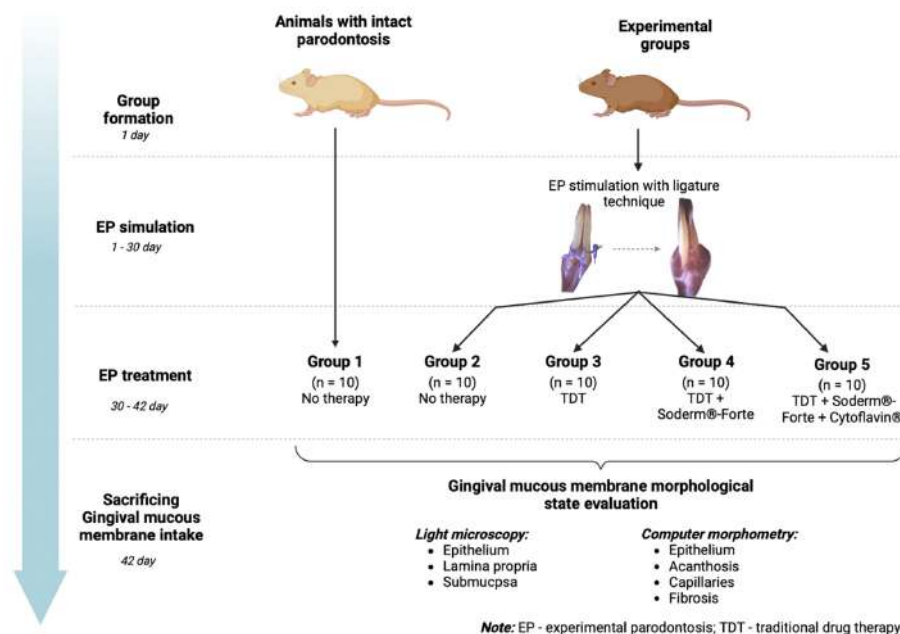 Animals with intact
parodontosis
Experimental
groups
Group
formation
1 day
EP stimulation with ligature
technique
EP simulation
1 - 30 day
EP treatment
30 - 42 day
Group 1
(n = 10)
No therapy
Group 2
(n = 10)
No therapy
Group 3
(n = 10)
TDT
Group 4
(n = 10)
TDT +
Soderm®-Forte
Group 5
(n = 10)
TDT + Soderm®-
Forte + Cytoflavin®
Sacrificing
Gingival mucous
membrane intake
42 day
Gingival mucous membrane morphological
state evaluation
Light microscopy:
• Epithelium
• Lamina propria
• Submucpsa
Computer morphometry:
• Epithelium
• Acanthosis
• Capillaries
• Fibrosis
Note: EP - experimental parodontosis; TDT - traditional drug therapy